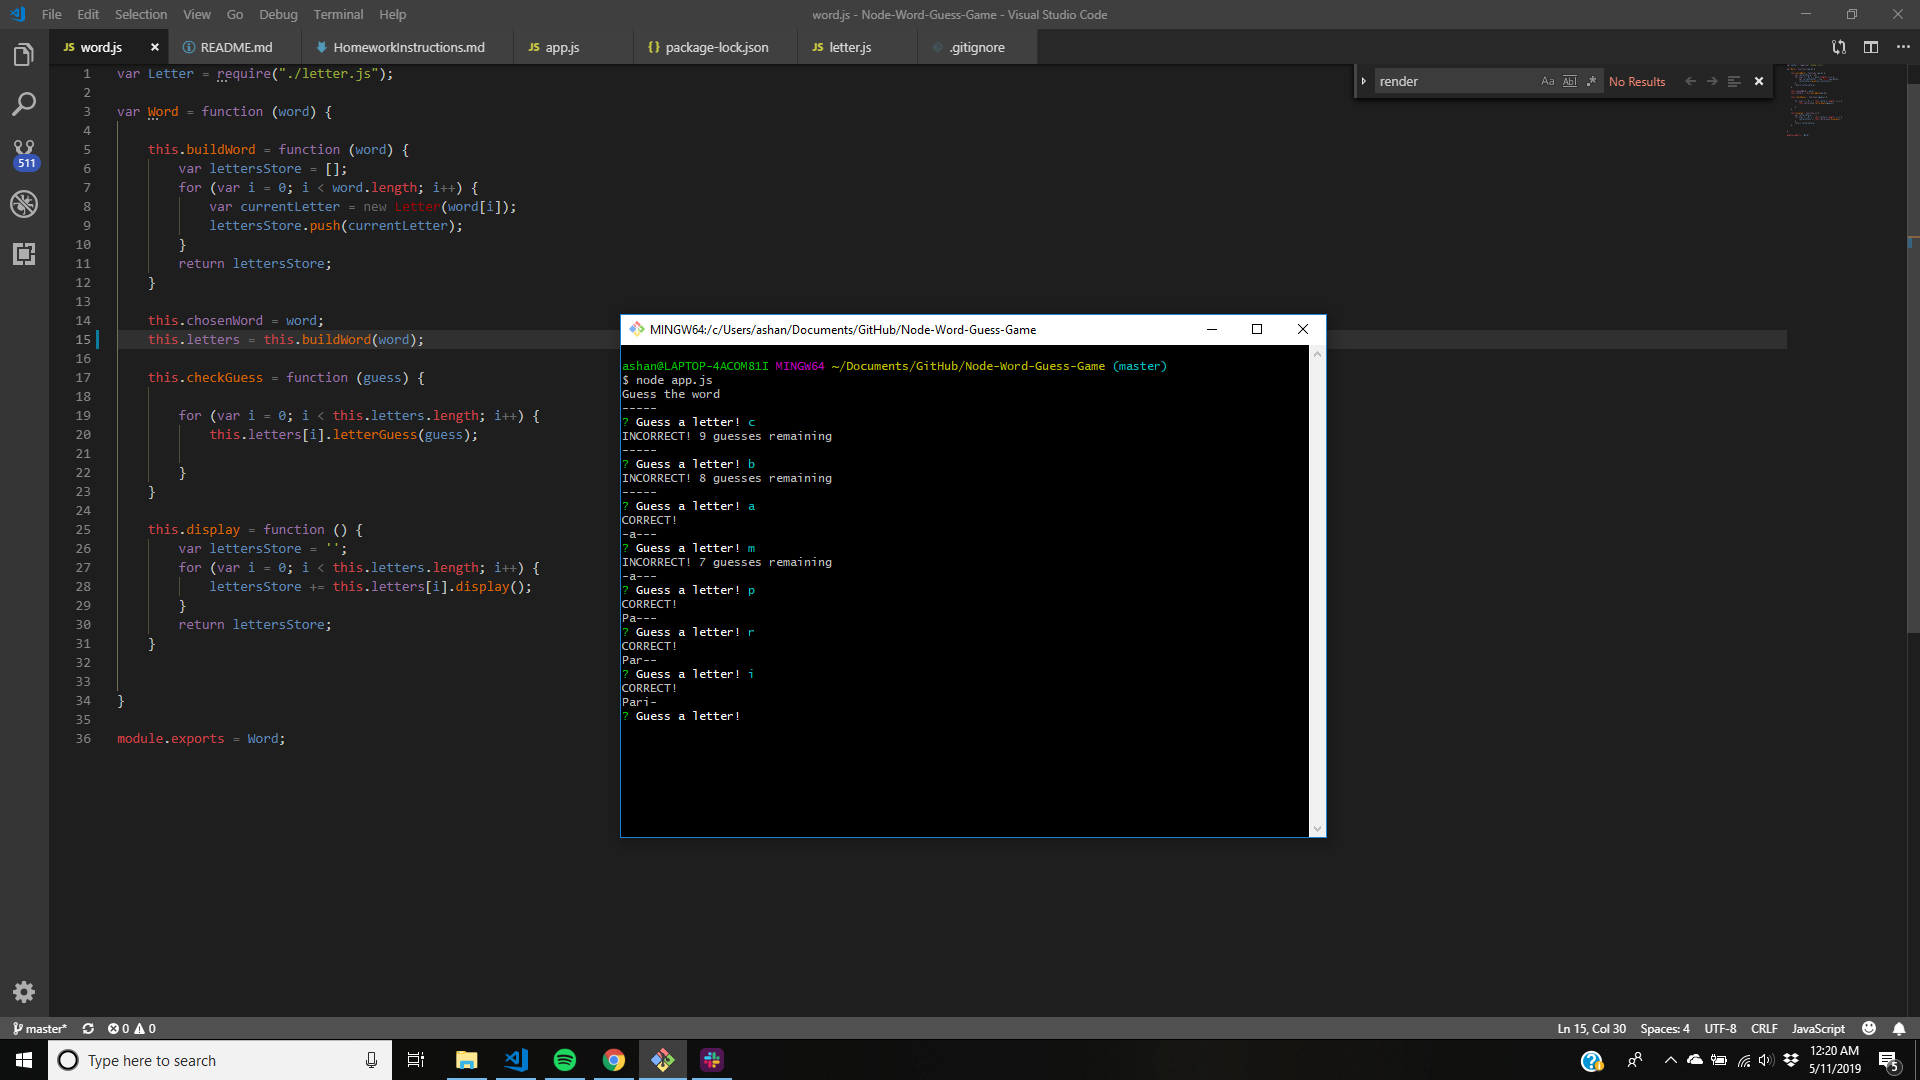 File Edit Selection View Go Debug Terminal Help
word.js - Node-Word-Guess-Game - Visual Studio Code
JS word.js
README.md
HomeworkInstructions.md
JS app.js
{} package-lock.json
JS letter.js
.gitignore
render
Aa Abl .* No Results
511
1 var Letter = require("./letter.js");
2
3 var Word = function (word) {
4
5 this.buildWord = function (word) {
6 var lettersStore = [];
7 for (var i = 0; i < word.length; i++) {
8 var currentLetter = new Letter(word[i]);
9 lettersStore.push(currentLetter);
10 }
11 return lettersStore;
12 }
13
14 this.chosenWord = word;
15 this.letters = this.buildWord(word);
16
17 this.checkGuess = function (guess) {
18
19 for (var i = 0; i < this.letters.length; i++) {
20 this.letters[i].letterGuess(guess);
21
22 }
23 }
24
25 this.display = function () {
26 var lettersStore = '';
27 for (var i = 0; i < this.letters.length; i++) {
28 lettersStore += this.letters[i].display();
29 }
30 return lettersStore;
31 }
32
33
34 }
35
36 module.exports = Word;
MINGW64:/c/Users/ashan/Documents/GitHub/Node-Word-Guess-Game
ashan@LAPTOP-4ACOM81I MINGW64 ~/Documents/GitHub/Node-Word-Guess-Game (master)
$ node app.js
Guess the word
-----
? Guess a letter! c
INCORRECT! 9 guesses remaining
-----
? Guess a letter! b
INCORRECT! 8 guesses remaining
-----
? Guess a letter! a
CORRECT!
-a---
? Guess a letter! m
INCORRECT! 7 guesses remaining
-a---
? Guess a letter! p
CORRECT!
Pa---
? Guess a letter! r
CORRECT!
Par--
? Guess a letter! i
CORRECT!
Pari-
? Guess a letter!
master* 0 0
Ln 15, Col 30 Spaces: 4 UTF-8 CRLF JavaScript
Type here to search
12:20 AM
5/11/2019
5